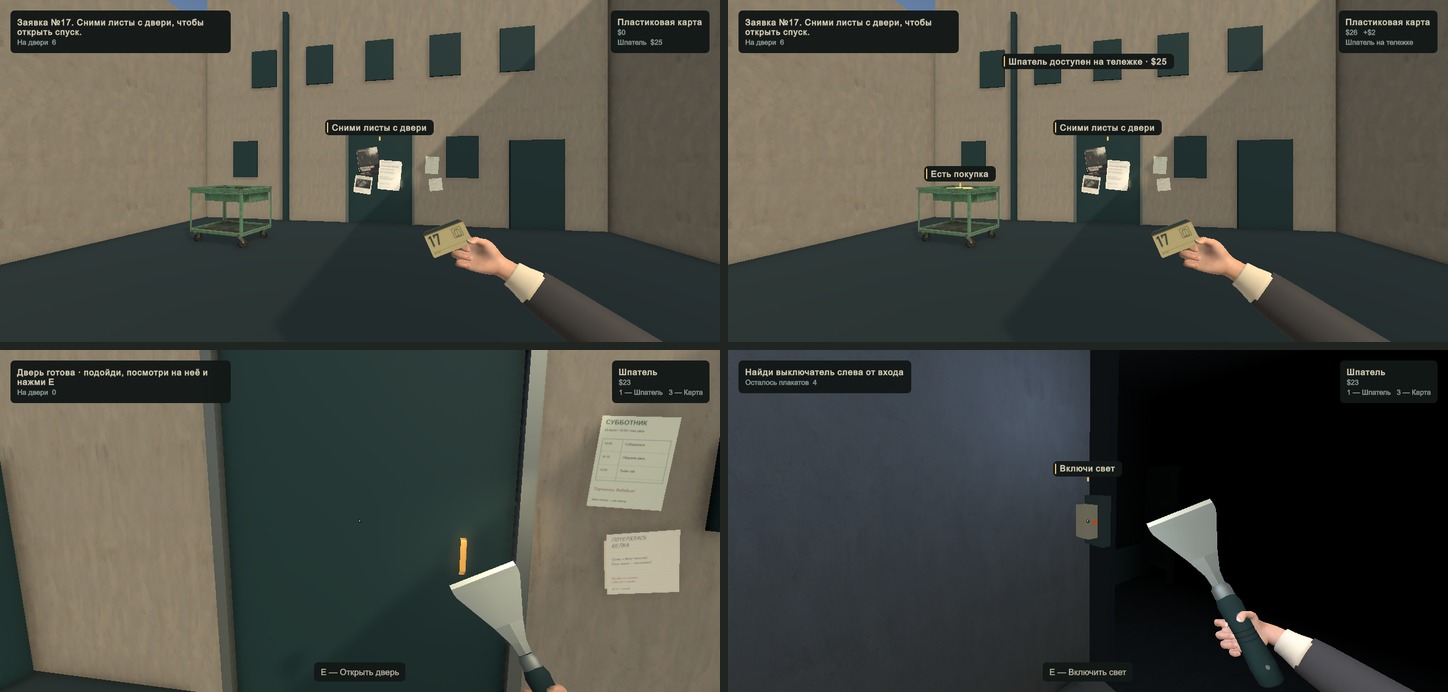 Заявка №17. Сними листы с двери, чтобы
открыть спуск.
На двери 6
Пластиковая карта
$0
Шпатель $25
Сними листы с двери
17
Заявка №17. Сними листы с двери, чтобы
открыть спуск.
На двери 6
Пластиковая карта
$26 +$2
Шпатель на тележке
Шпатель доступен на тележке · $25
Сними листы с двери
Есть покупка
17
Дверь готова · подойди, посмотри на неё и
нажми E
На двери 0
Шпатель
$23
1 — Шпатель 3 — Карта
СУББОТНИК
ПОТЕРЯЛАСЬ
E — Открыть дверь
Найди выключатель слева от входа
Осталось плакатов 4
Шпатель
$23
1 — Шпатель 3 — Карта
Включи свет
E — Включить свет